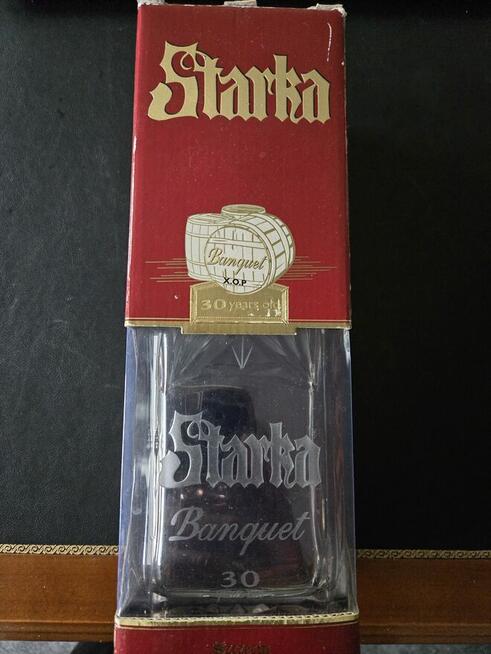 Starka
Banquet
X.O.P
30 years old
Starka
Banquet
30